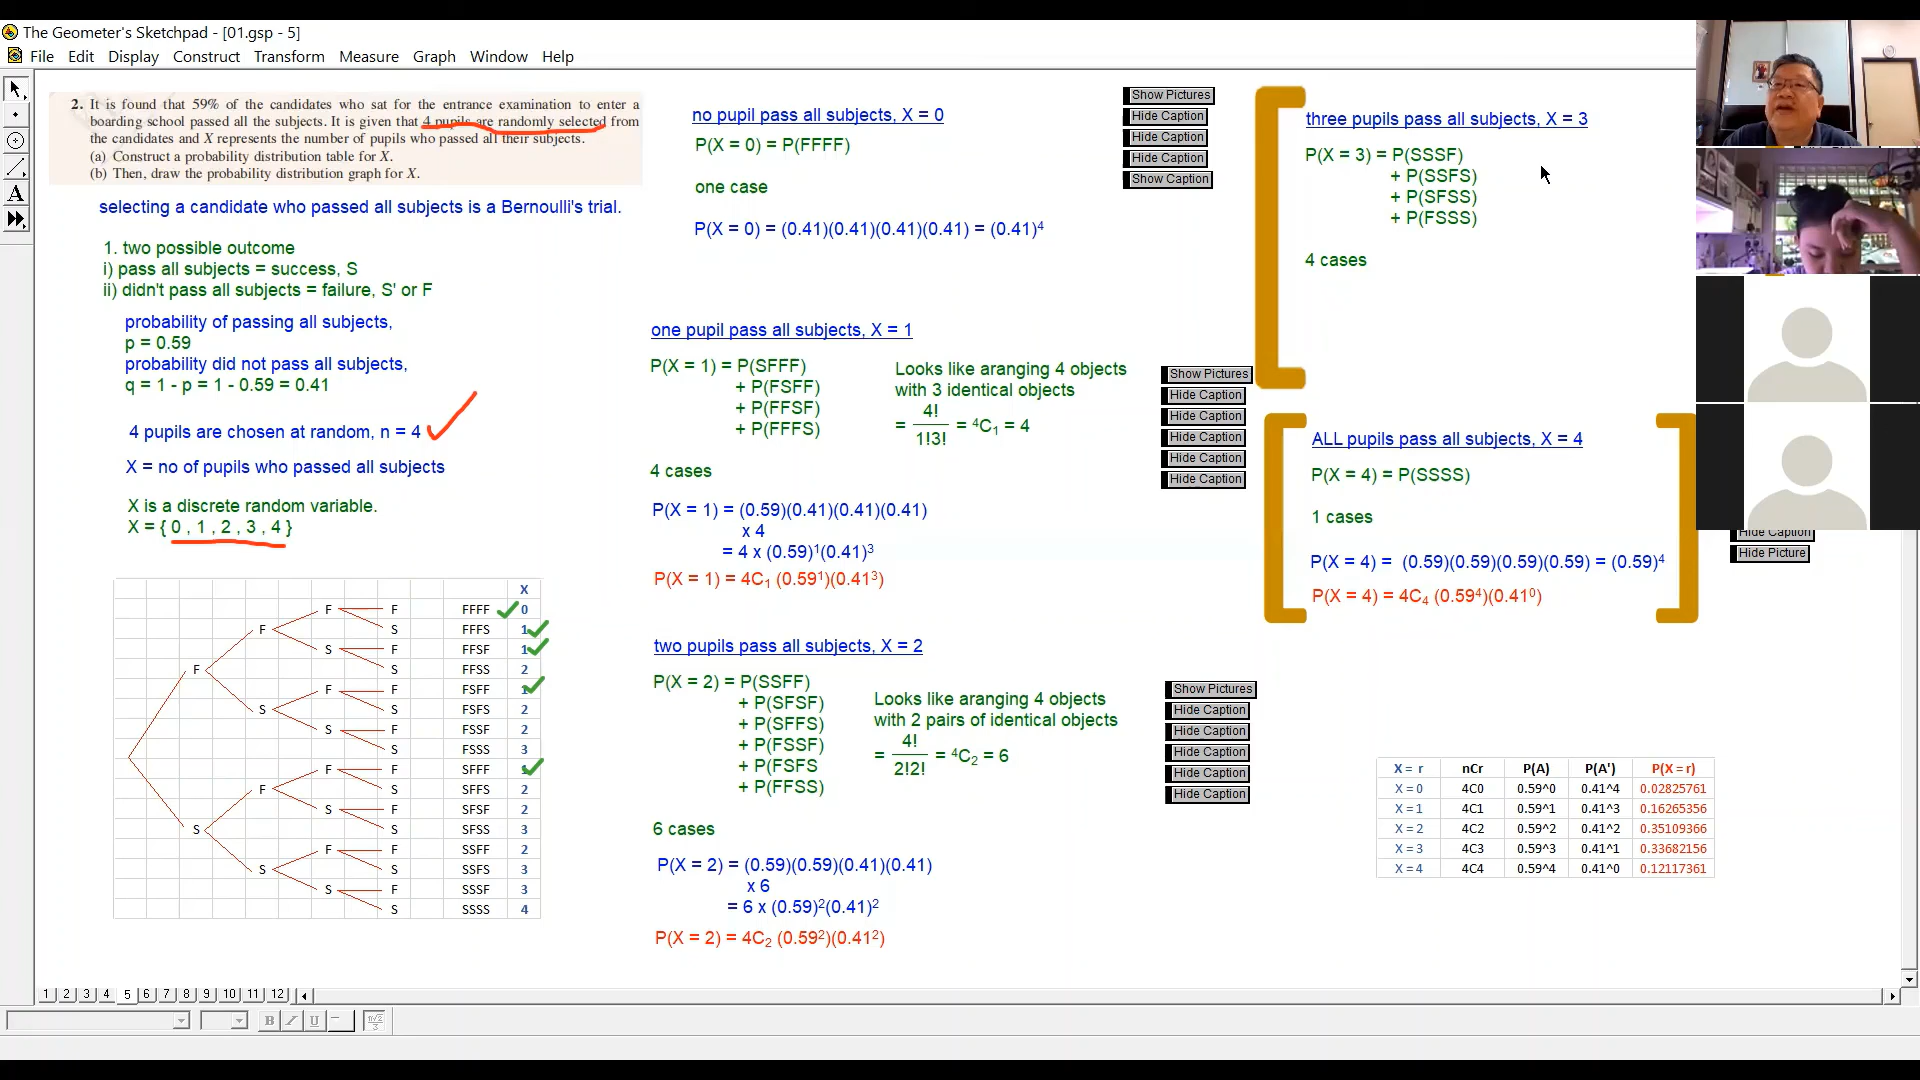 The Geometer's Sketchpad - [01.gsp - 5]
File Edit Display Construct Transform Measure Graph Window Help
2. It is found that 59% of the candidates who sat for the entrance examination to enter a
boarding school passed all the subjects. It is given that 4 pupils are randomly selected from
the candidates and X represents the number of pupils who passed all their subjects.
(a) Construct a probability distribution table for X.
(b) Then, draw the probability distribution graph for X.
selecting a candidate who passed all subjects is a Bernoulli's trial.
1. two possible outcome
i) pass all subjects = success, S
ii) didn't pass all subjects = failure, S' or F
probability of passing all subjects,
p = 0.59
probability did not pass all subjects,
q = 1 - p = 1 - 0.59 = 0.41
4 pupils are chosen at random, n = 4
X = no of pupils who passed all subjects
X is a discrete random variable.
X = { 0 , 1 , 2 , 3 , 4 }
X
F F FFFF 0
F S FFFS 1
S F FFSF 1
F S FFSS 2
F F FSFF 1
S S FSFS 2
S F FSSF 2
S FSSS 3
F F SFFF
F S SFFS 2
S F SFSF 2
S S SFSS 3
F F SSFF 2
S S SSFS 3
S F SSSF 3
S SSSS 4
no pupil pass all subjects, X = 0
P(X = 0) = P(FFFF)
one case
P(X = 0) = (0.41)(0.41)(0.41)(0.41) = (0.41)⁴
Show Pictures
Hide Caption
Hide Caption
Hide Caption
Show Caption
one pupil pass all subjects, X = 1
P(X = 1) = P(SFFF)
+ P(FSFF)
+ P(FFSF)
+ P(FFFS)
Looks like aranging 4 objects
with 3 identical objects
= 4!/1!3! = ⁴C₁ = 4
4 cases
P(X = 1) = (0.59)(0.41)(0.41)(0.41)
x 4
= 4 x (0.59)¹(0.41)³
P(X = 1) = 4C₁ (0.59¹)(0.41³)
Show Pictures
Hide Caption
Hide Caption
Hide Caption
Hide Caption
Hide Caption
two pupils pass all subjects, X = 2
P(X = 2) = P(SSFF)
+ P(SFSF)
+ P(SFFS)
+ P(FSSF)
+ P(FSFS
+ P(FFSS)
Looks like aranging 4 objects
with 2 pairs of identical objects
= 4!/2!2! = ⁴C₂ = 6
6 cases
P(X = 2) = (0.59)(0.59)(0.41)(0.41)
x 6
= 6 x (0.59)²(0.41)²
P(X = 2) = 4C₂ (0.59²)(0.41²)
Show Pictures
Hide Caption
Hide Caption
Hide Caption
Hide Caption
Hide Caption
three pupils pass all subjects, X = 3
P(X = 3) = P(SSSF)
+ P(SSFS)
+ P(SFSS)
+ P(FSSS)
4 cases
ALL pupils pass all subjects, X = 4
P(X = 4) = P(SSSS)
1 cases
P(X = 4) = (0.59)(0.59)(0.59)(0.59) = (0.59)⁴
P(X = 4) = 4C₄ (0.59⁴)(0.41⁰)
Hide Caption
Hide Picture
X = r nCr P(A) P(A') P(X = r)
X = 0 4C0 0.59^0 0.41^4 0.02825761
X = 1 4C1 0.59^1 0.41^3 0.16265356
X = 2 4C2 0.59^2 0.41^2 0.35109366
X = 3 4C3 0.59^3 0.41^1 0.33682156
X = 4 4C4 0.59^4 0.41^0 0.12117361
1 2 3 4 5 6 7 8 9 10 11 12
B I U